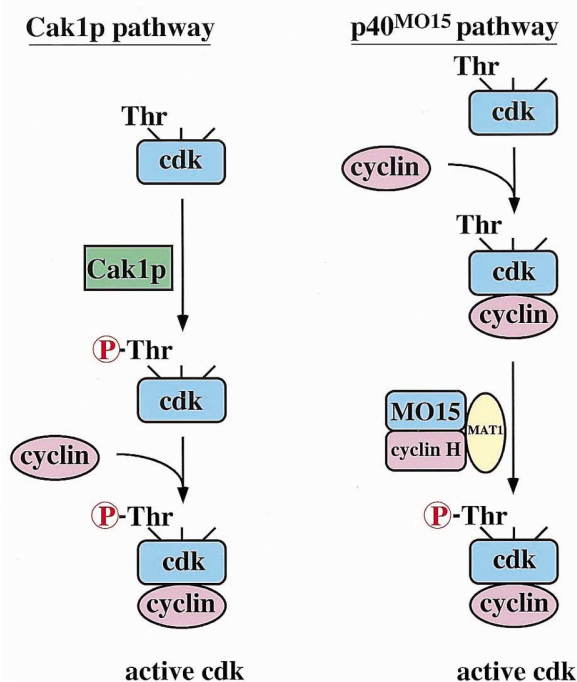 Cak1p pathway
Thr
cdk
Cak1p
P-Thr
cdk
cyclin
P-Thr
cdk
cyclin
active cdk
p40MO15 pathway
Thr
cdk
cyclin
Thr
cdk
cyclin
MO15
MAT1
cyclin H
P-Thr
cdk
cyclin
active cdk